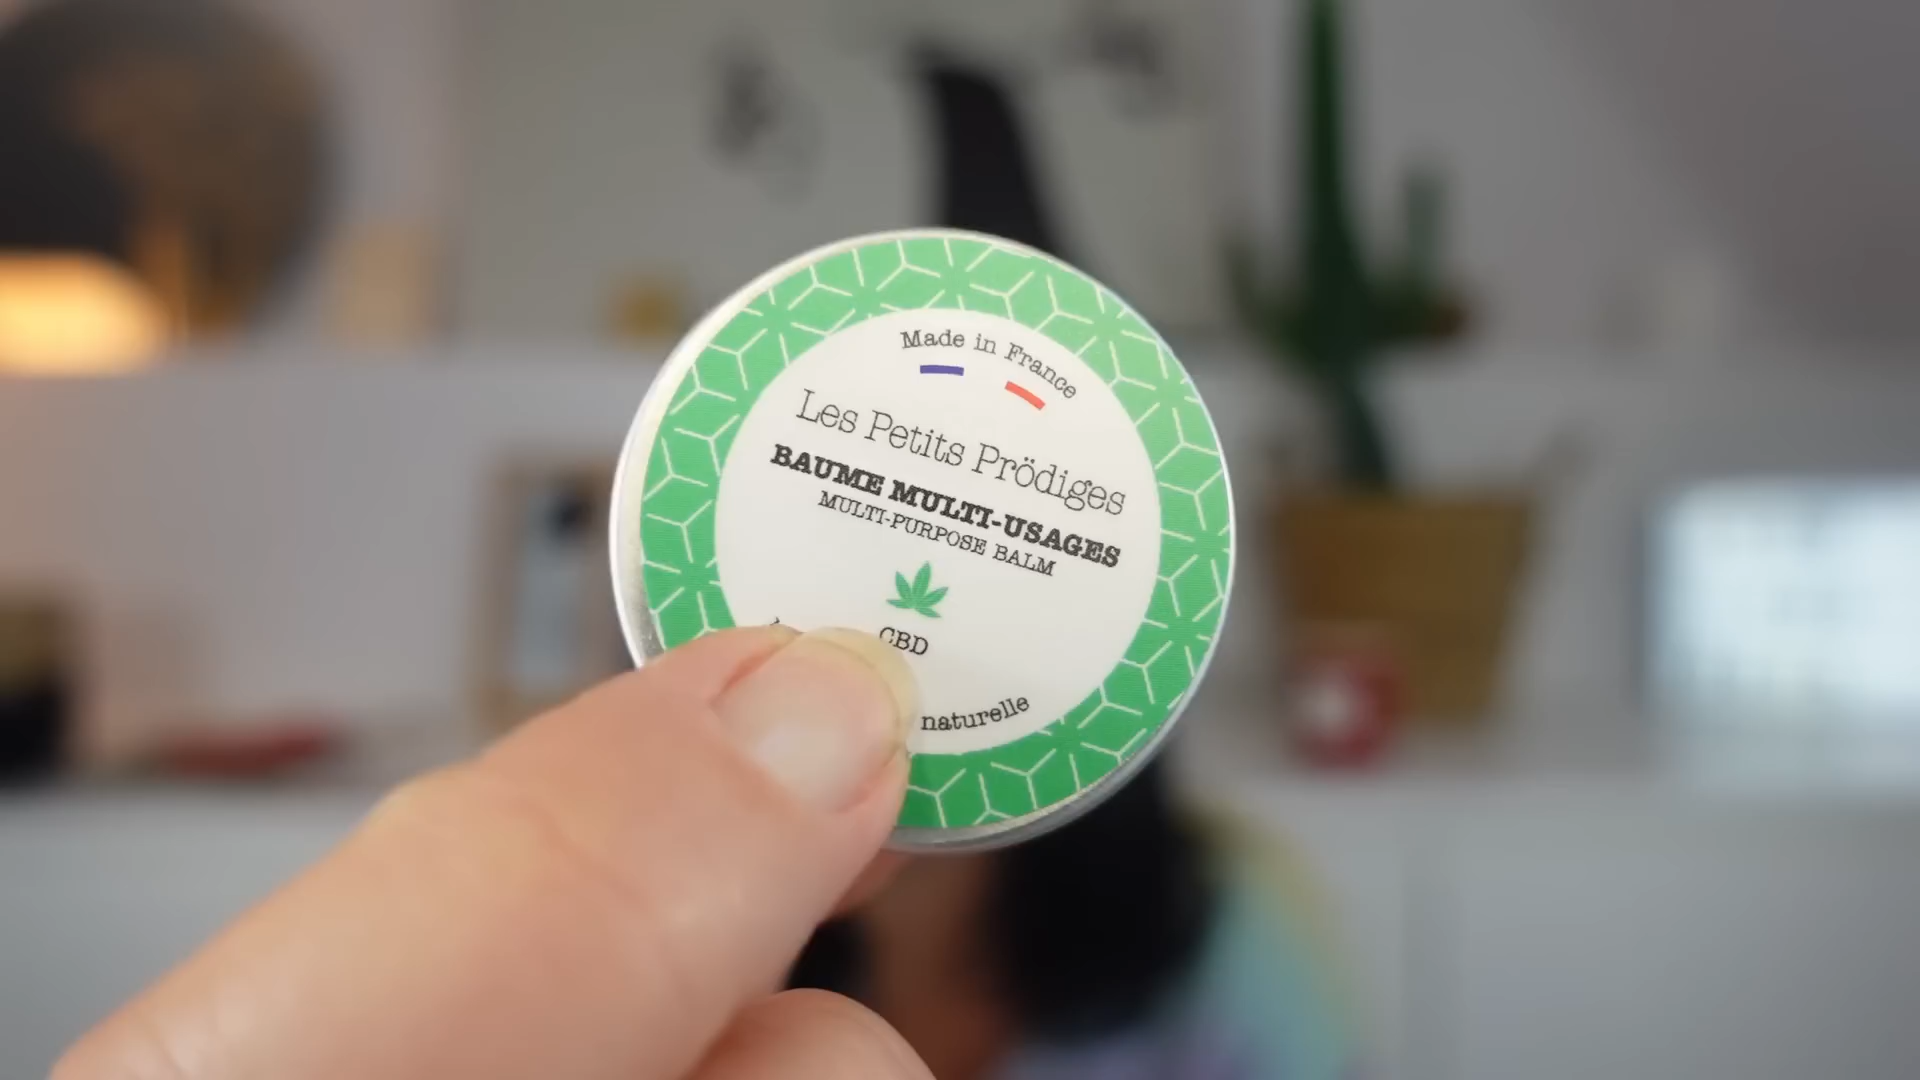 Made in France
Les Petits Prödiges
BAUME MULTI-USAGES
MULTI-PURPOSE BALM
CBD
naturelle